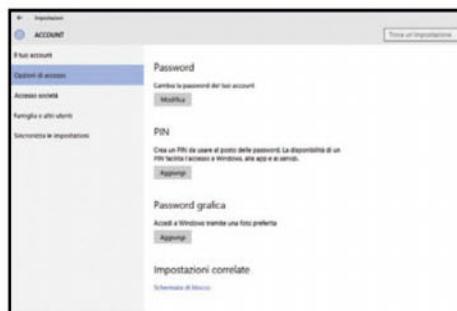 Impostazioni
ACCOUNT
Trova un'impostazione
Il tuo account
Opzioni di accesso
Accesso società
Famiglia e altri utenti
Sincronizza le impostazioni
Password
Cambia la password del tuo account
Modifica
PIN
Crea un PIN da usare al posto delle password. La disponibilità di un
PIN facilita l'accesso a Windows, alle app e ai servizi.
Aggiungi
Password grafica
Accedi a Windows tramite una foto preferita
Aggiungi
Impostazioni correlate
Schermata di blocco